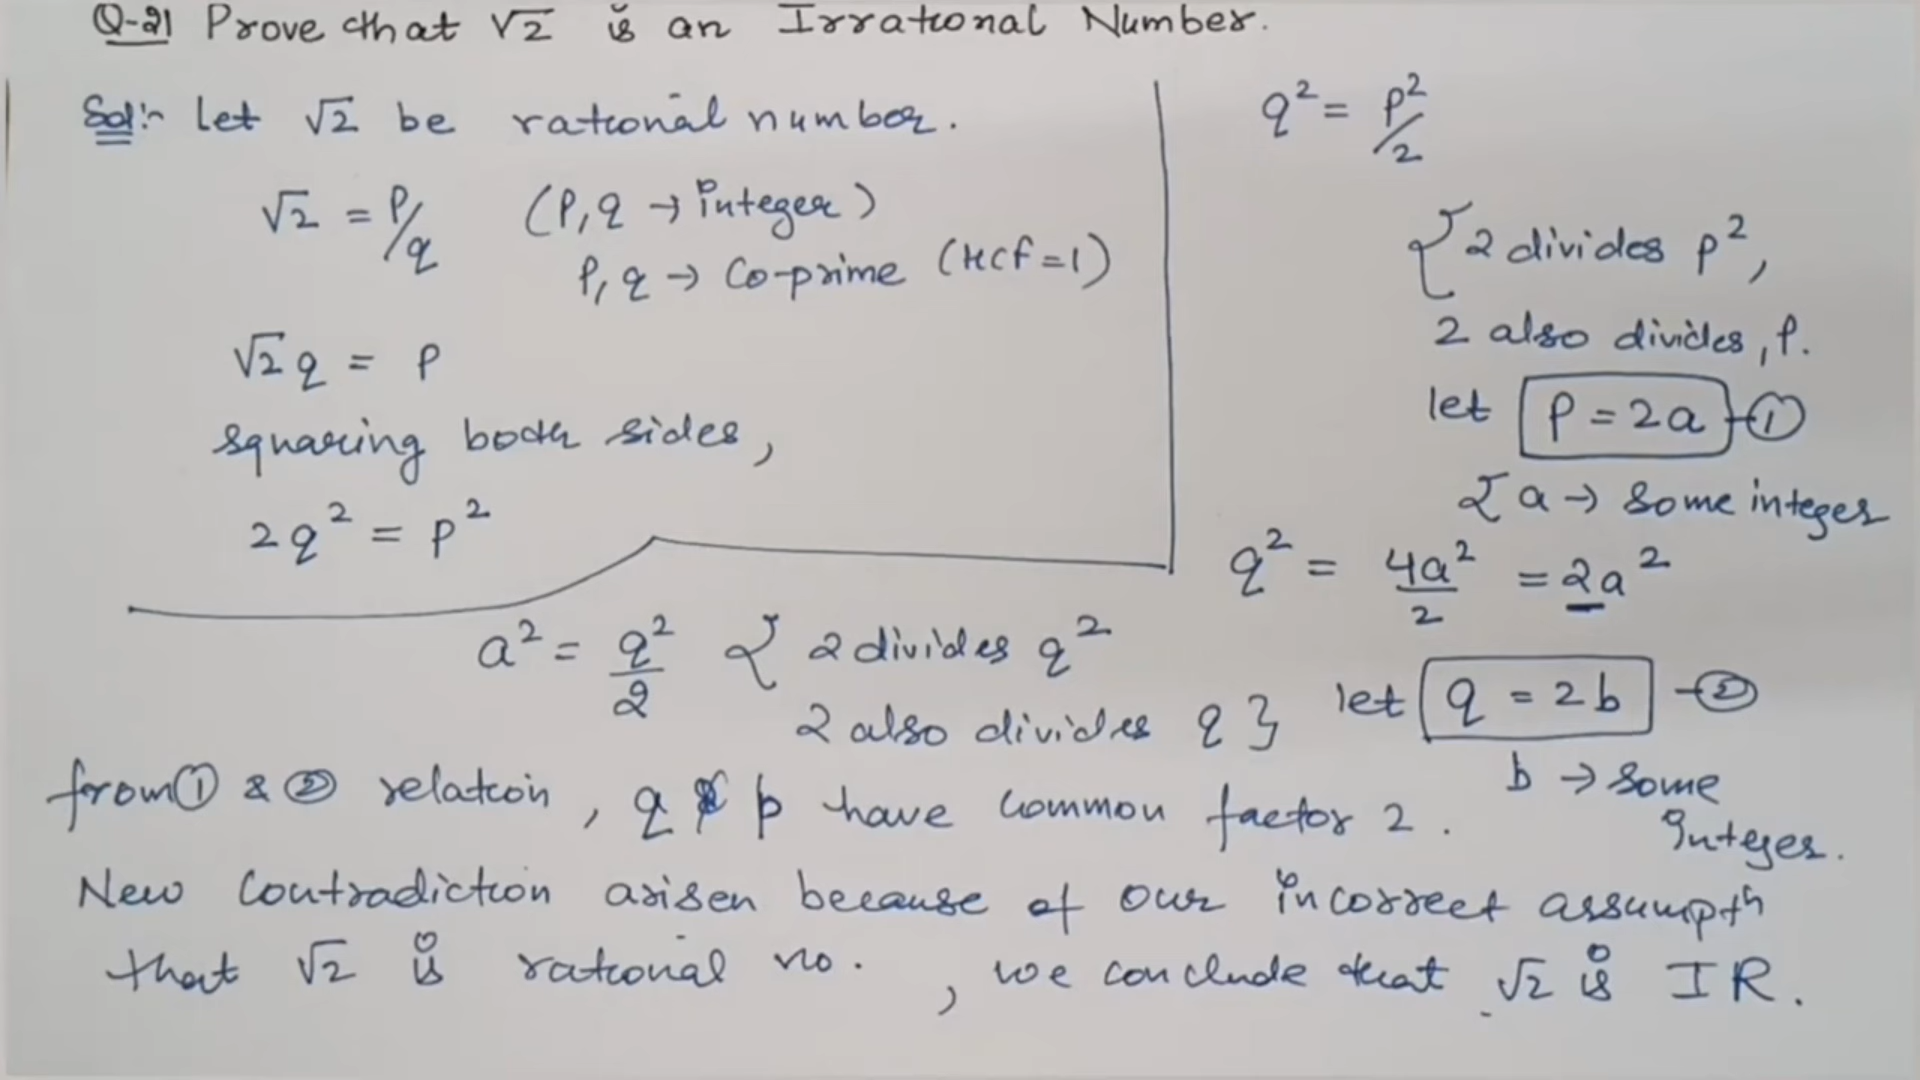 Q-21 Prove that √2 is an Irrational Number.
Sol:- Let √2 be rational number.
√2 = P/q (P, q → integer)
P, q → Co-prime (HCF = 1)
√2 q = P
squaring both sides,
2q² = p²
q² = p²/2
{ 2 divides p²,
2 also divides, P.
let P = 2a - ①
{ a → some integer
q² = 4a²/2 = 2a²
a² = q²/2 { 2 divides q²
2 also divides q } let q = 2b - ②
b → some
Integer.
from ① & ② relation, q & p have common factor 2.
New contradiction arisen because of our incorrect assumptn
that √2 is rational no. , we conclude that √2 is IR.